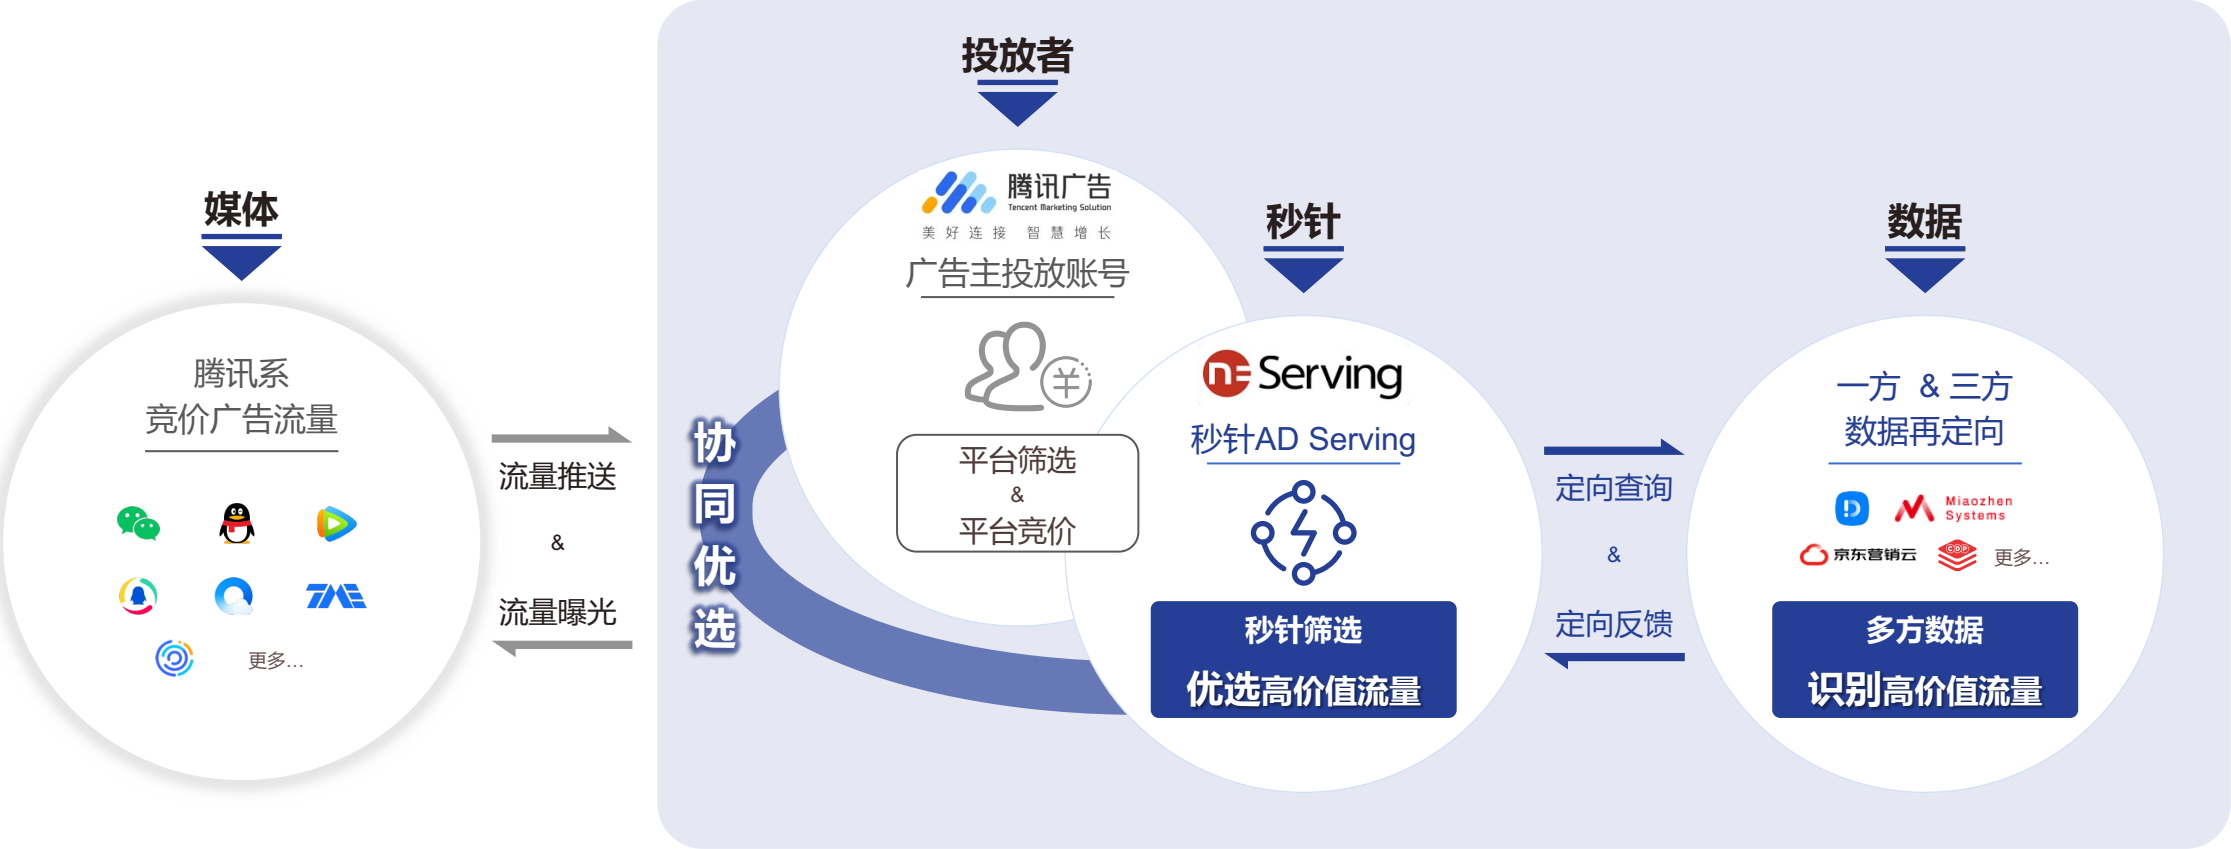 媒体
腾讯系
竞价广告流量
更多...
流量推送
&
流量曝光
投放者
腾讯广告
Tencent Marketing Solution
美好连接 智慧增长
广告主投放账号
平台筛选
&
平台竞价
协
同
优
选
秒针
Serving
秒针AD Serving
秒针筛选
优选高价值流量
定向查询
&
定向反馈
数据
一方 & 三方
数据再定向
Miaozhen
Systems
京东营销云
CDP
更多...
多方数据
识别高价值流量